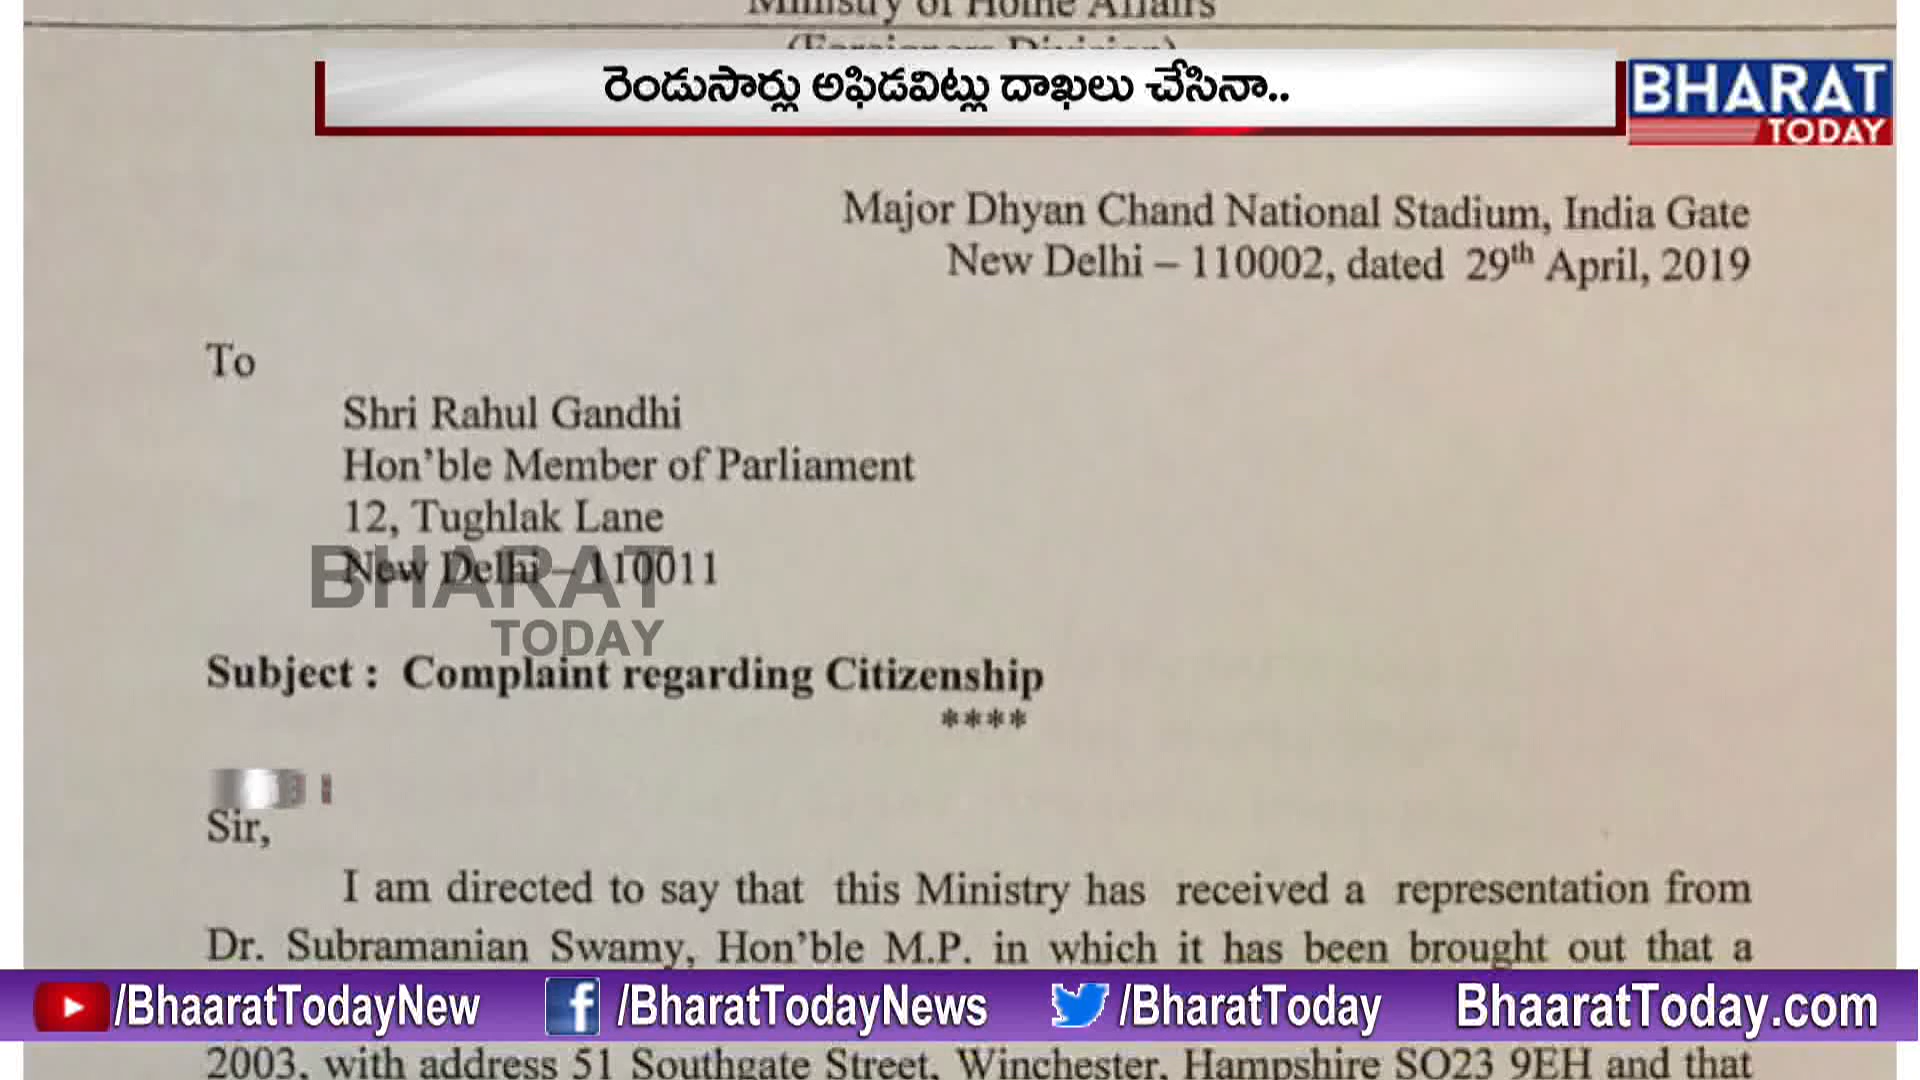 Ministry of Home Affairs
(Foreigners Division)
రెండుసార్లు అఫిడవిట్లు దాఖలు చేసినా..
BHARAT
TODAY
Major Dhyan Chand National Stadium, India Gate
New Delhi – 110002, dated 29th April, 2019
To
Shri Rahul Gandhi
Hon'ble Member of Parliament
12, Tughlak Lane
New Delhi – 110011
BHARAT
TODAY
Subject : Complaint regarding Citizenship
****
Sir,
I am directed to say that this Ministry has received a representation from
Dr. Subramanian Swamy, Hon'ble M.P. in which it has been brought out that a
/BhaaratTodayNew /BharatTodayNews /BharatToday BhaaratToday.com
2003, with address 51 Southgate Street, Winchester, Hampshire SO23 9EH and that